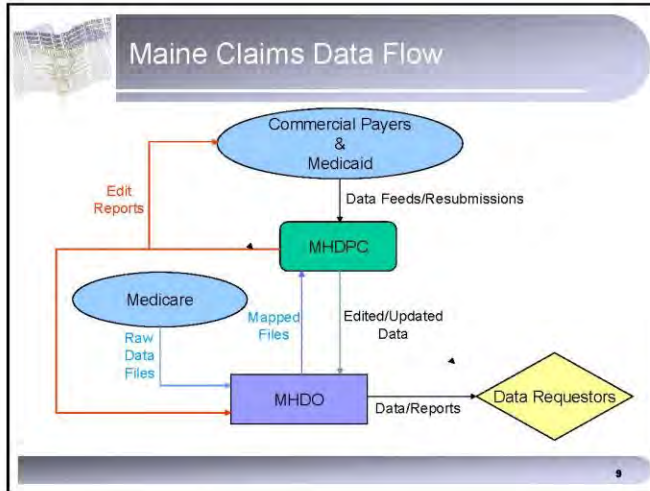 Maine Claims Data Flow
Commercial Payers
&
Medicaid
Edit
Reports
Data Feeds/Resubmissions
MHDPC
Medicare
Mapped
Files
Edited/Updated
Data
Raw
Data
Files
MHDO
Data/Reports
Data Requestors
9